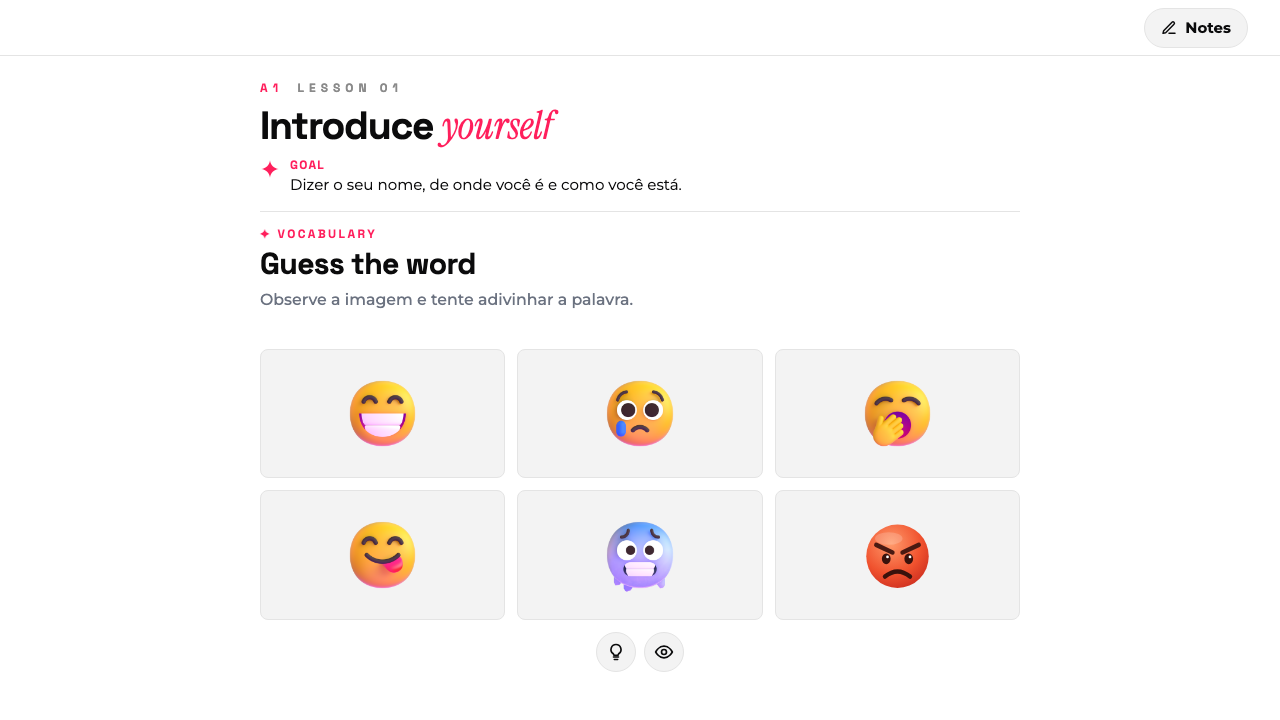 Notes
A1 LESSON 01
Introduce yourself
GOAL
Dizer o seu nome, de onde você é e como você está.
VOCABULARY
Guess the word
Observe a imagem e tente adivinhar a palavra.